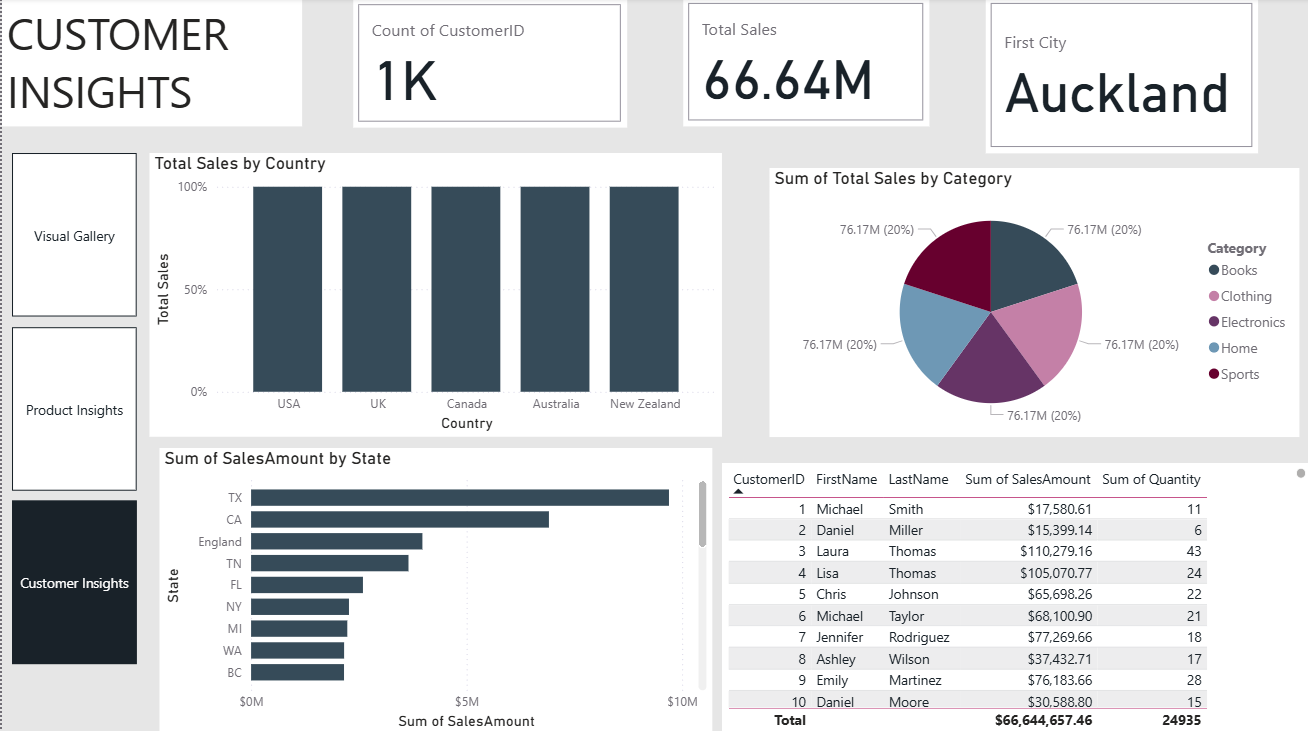 CUSTOMER
INSIGHTS
Count of CustomerID
1K
Total Sales
66.64M
First City
Auckland
Visual Gallery
Product Insights
Customer Insights
Total Sales by Country
100%
50%
0%
Total Sales
USA UK Canada Australia New Zealand
Country
Sum of Total Sales by Category
76.17M (20%) 76.17M (20%)
76.17M (20%) 76.17M (20%)
76.17M (20%)
Category
Books
Clothing
Electronics
Home
Sports
Sum of SalesAmount by State
State
TX
CA
England
TN
FL
NY
MI
WA
BC
$0M $5M $10M
Sum of SalesAmount
CustomerID FirstName LastName Sum of SalesAmount Sum of Quantity
1 Michael Smith $17,580.61 11
2 Daniel Miller $15,399.14 6
3 Laura Thomas $110,279.16 43
4 Lisa Thomas $105,070.77 24
5 Chris Johnson $65,698.26 22
6 Michael Taylor $68,100.90 21
7 Jennifer Rodriguez $77,269.66 18
8 Ashley Wilson $37,432.71 17
9 Emily Martinez $76,183.66 28
10 Daniel Moore $30,588.80 15
Total $66,644,657.46 24935